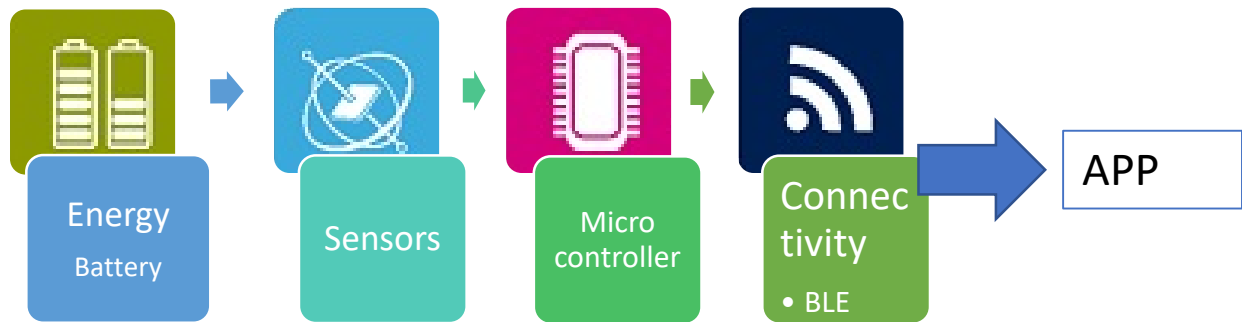 Energy
Battery
Sensors
Micro
controller
Connec
tivity
• BLE
APP